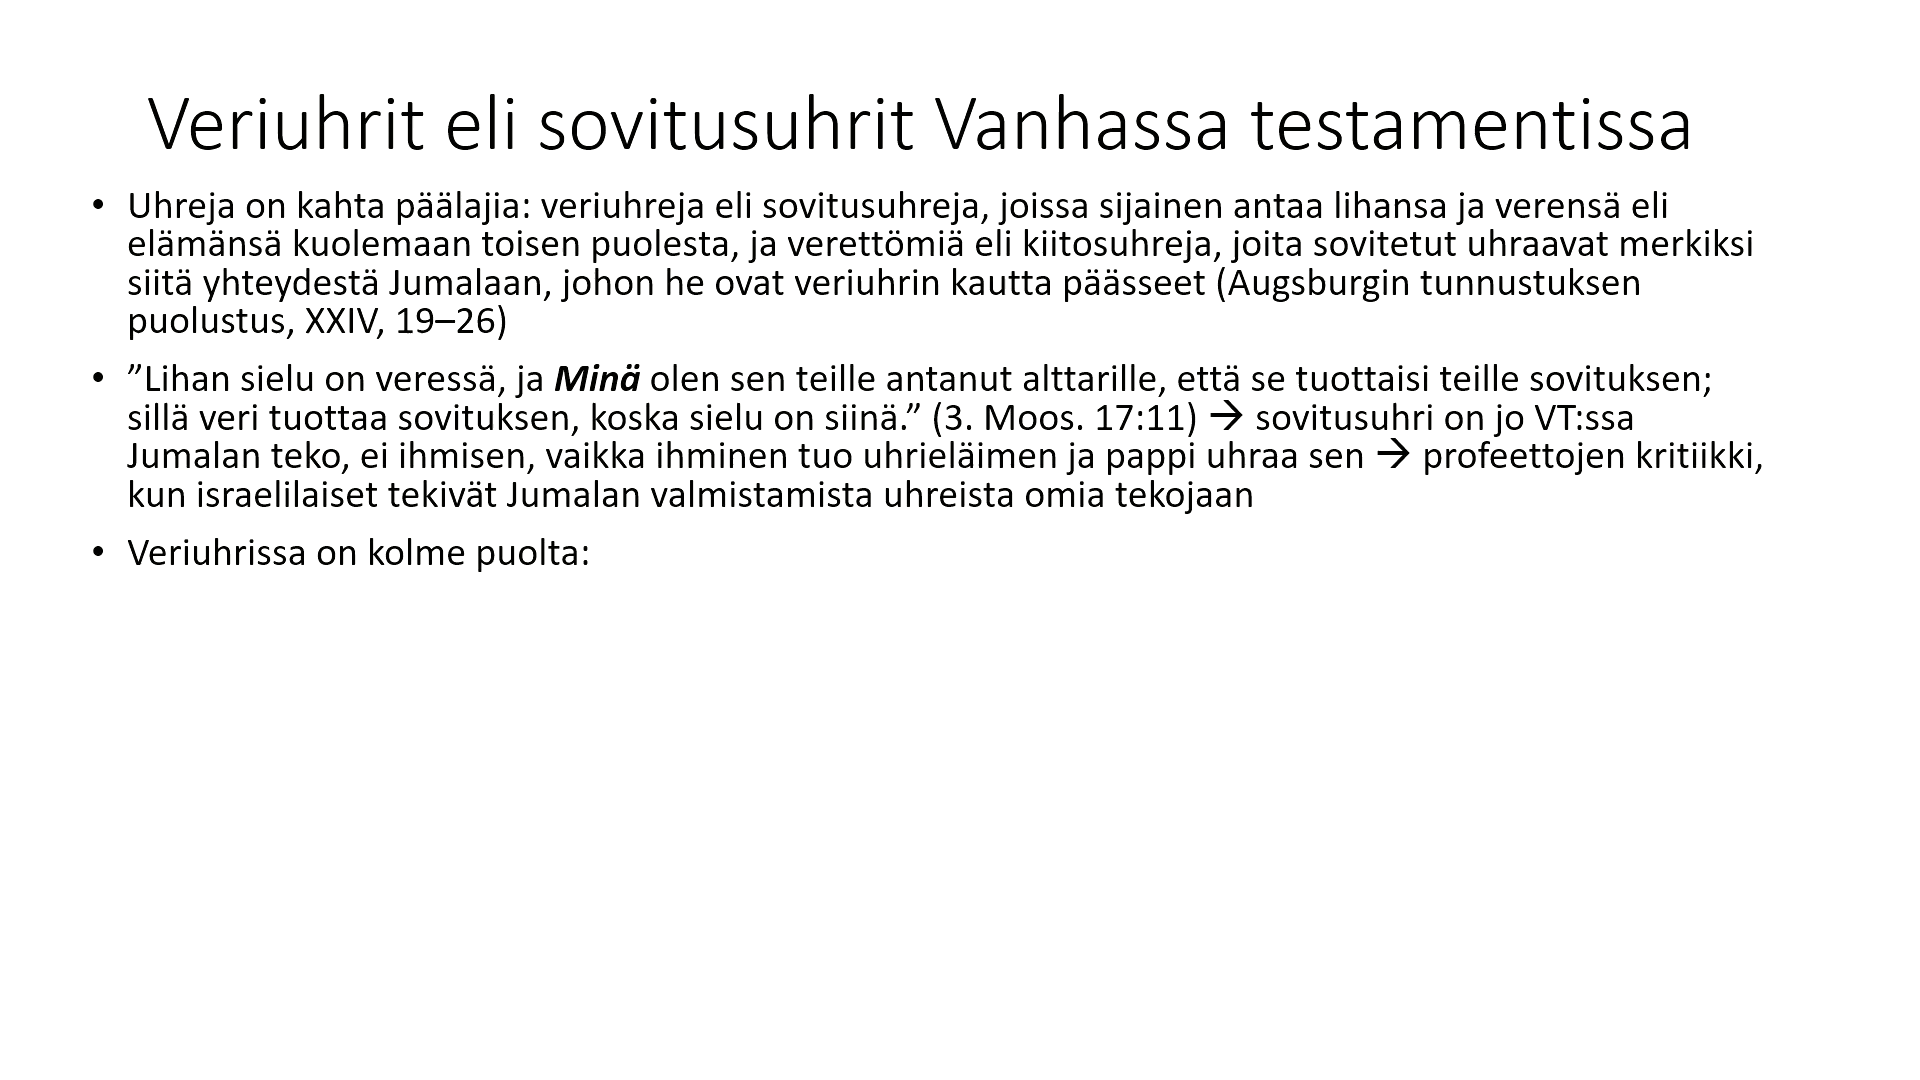 Veriuhrit eli sovitusuhrit Vanhassa testamentissa
• Uhreja on kahta päälajia: veriuhreja eli sovitusuhreja, joissa sijainen antaa lihansa ja verensä eli
elämänsä kuolemaan toisen puolesta, ja verettömiä eli kiitosuhreja, joita sovitetut uhraavat merkiksi
siitä yhteydestä Jumalaan, johon he ovat veriuhrin kautta päässeet (Augsburgin tunnustuksen
puolustus, XXIV, 19–26)
• ”Lihan sielu on veressä, ja Minä olen sen teille antanut alttarille, että se tuottaisi teille sovituksen;
sillä veri tuottaa sovituksen, koska sielu on siinä.” (3. Moos. 17:11) → sovitusuhri on jo VT:ssa
Jumalan teko, ei ihmisen, vaikka ihminen tuo uhrieläimen ja pappi uhraa sen → profeettojen kritiikki,
kun israelilaiset tekivät Jumalan valmistamista uhreista omia tekojaan
• Veriuhrissa on kolme puolta: